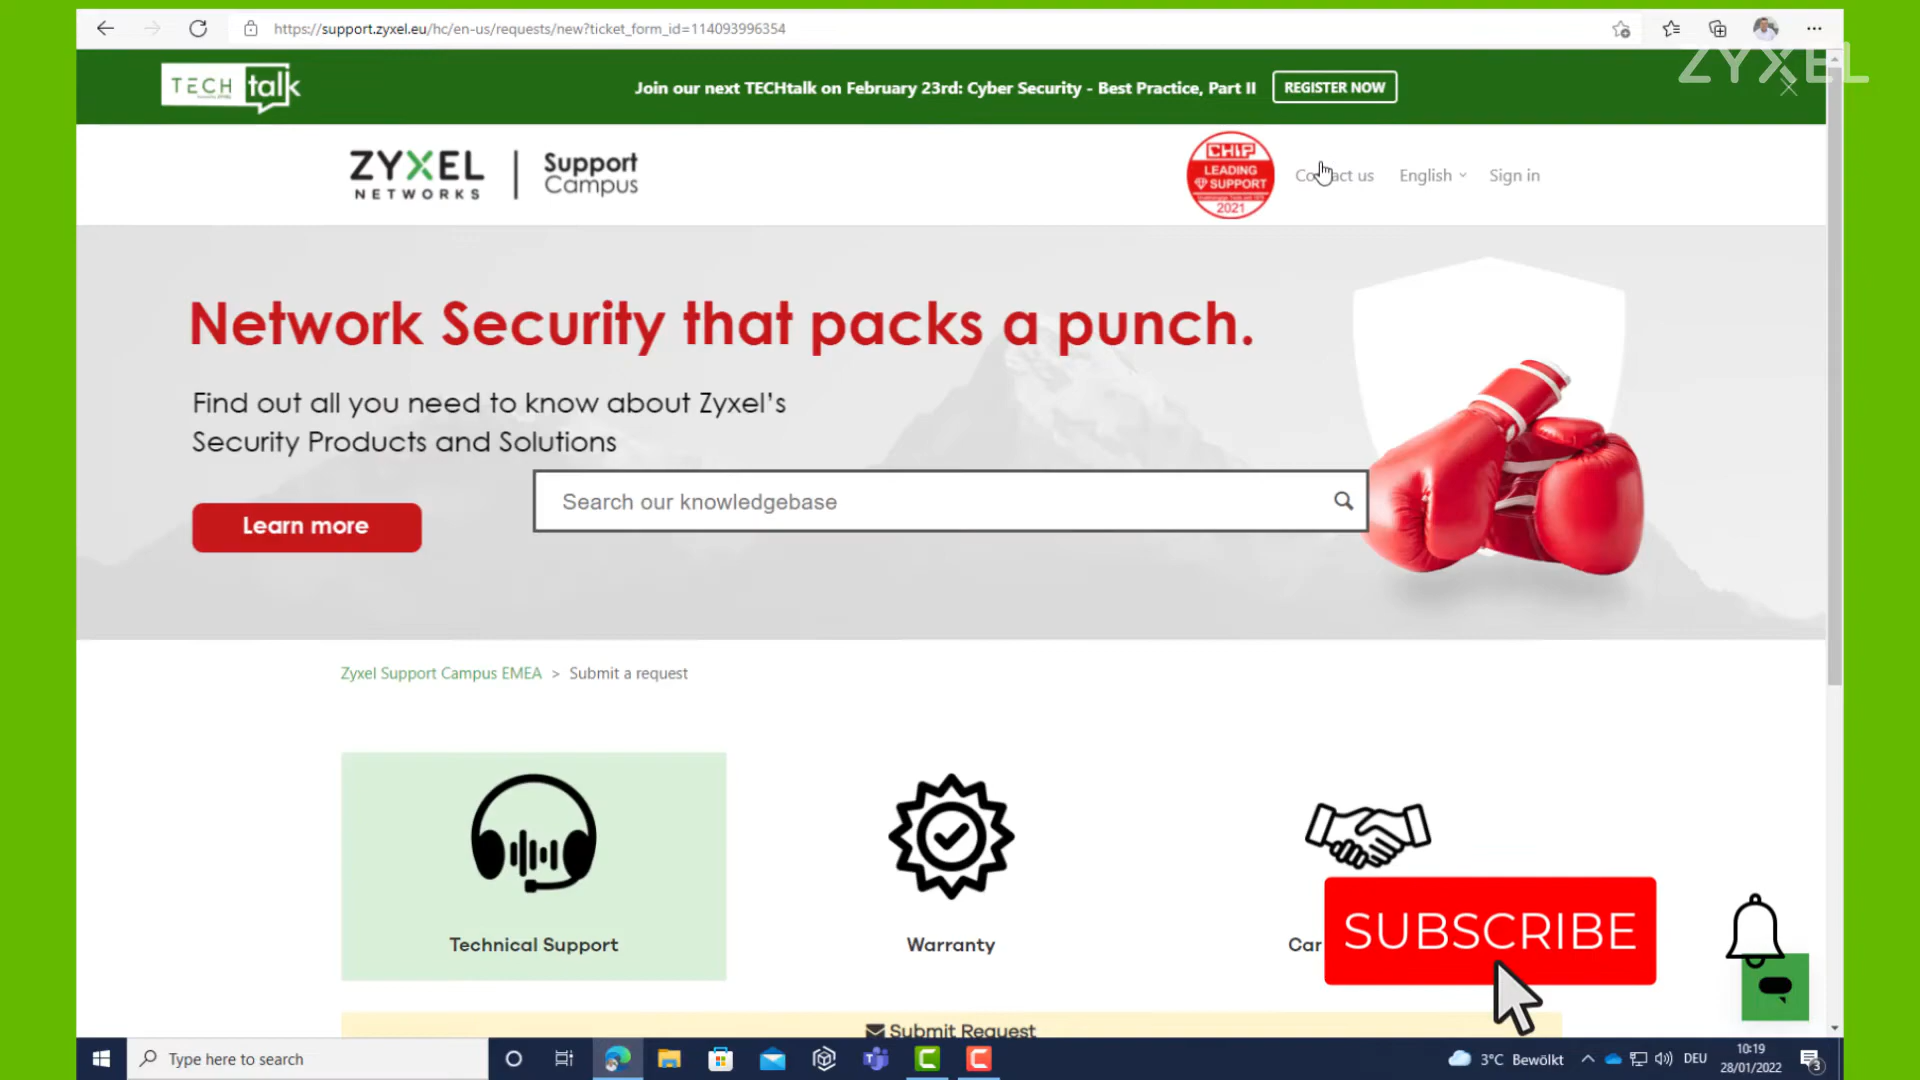 https://support.zyxel.eu/hc/en-us/requests/new?ticket_form_id=114093996354
ZYXEL
TECH talk
Join our next TECHtalk on February 23rd: Cyber Security - Best Practice, Part II
REGISTER NOW
ZYXEL
NETWORKS
Support
Campus
CHIP
LEADING
SUPPORT
2021
Contact us
English
Sign in
Network Security that packs a punch.
Find out all you need to know about Zyxel's
Security Products and Solutions
Search our knowledgebase
Learn more
Zyxel Support Campus EMEA > Submit a request
Technical Support
Warranty
Car
SUBSCRIBE
Submit Request
Type here to search
3°C Bewölkt
DEU
10:19
28/01/2022
3